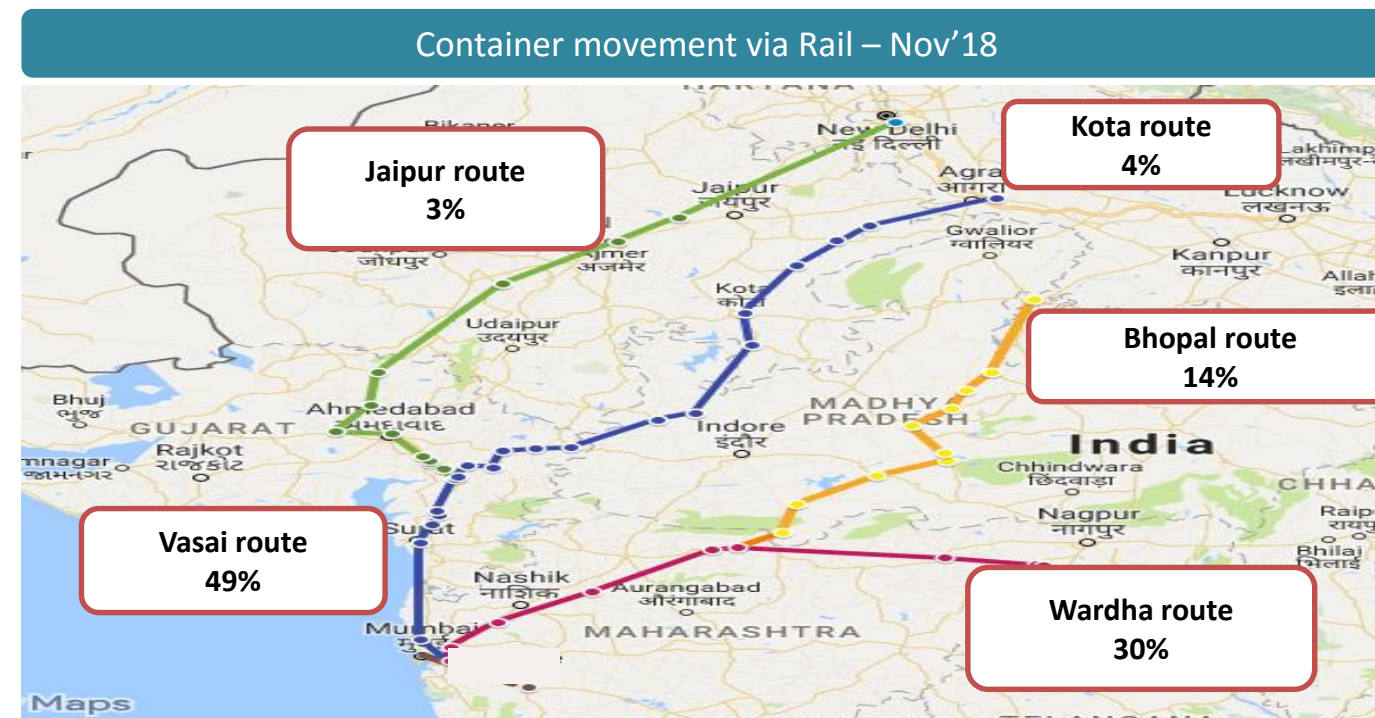 Container movement via Rail – Nov’18
New Delhi
नई दिल्ली
Kota route
4%
Jaipur route
3%
Jaipur
Agra
आगरा
Lucknow
लखनऊ
Gwalior
ग्वालियर
Kanpur
कानपुर
जोधपुर
अजमेर
Kota
Udaipur
उदयपुर
Bhopal route
14%
Bhuj
ભુજ
Ahmedabad
અમદાવાદ
GUJARAT
Rajkot
રાજકોટ
mnagar
Indore
इंदौर
MADHYA
PRADESH
India
Chhindwara
छिंदवाड़ा
CHHA
Nagpur
नागपुर
Raip
Bhilai
भिलाई
Vasai route
49%
Surat
Nashik
नाशिक
Aurangabad
औरंगाबाद
Wardha route
30%
Mumbai
MAHARASHTRA
Maps